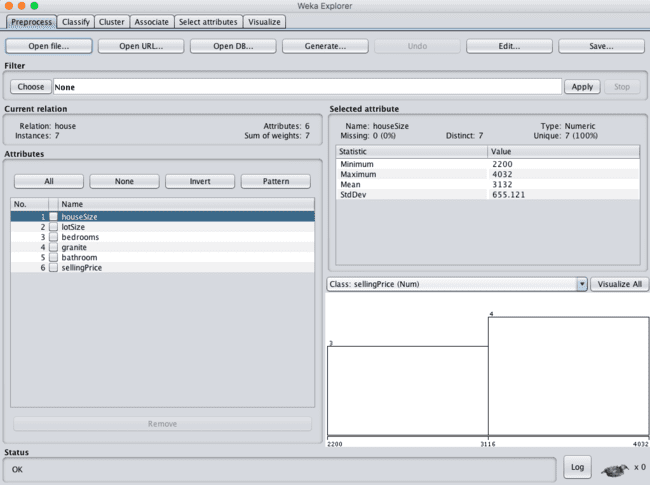 Weka Explorer
Preprocess Classify Cluster Associate Select attributes Visualize
Open file... Open URL... Open DB... Generate... Undo Edit... Save...
Filter
Choose None Apply Stop
Current relation
Relation: house Attributes: 6
Instances: 7 Sum of weights: 7
Attributes
All None Invert Pattern
No. Name
1 houseSize
2 lotSize
3 bedrooms
4 granite
5 bathroom
6 sellingPrice
Remove
Selected attribute
Name: houseSize Type: Numeric
Missing: 0 (0%) Distinct: 7 Unique: 7 (100%)
Statistic Value
Minimum 2200
Maximum 4032
Mean 3132
StdDev 655.121
Class: sellingPrice (Num) Visualize All
4
3
2200 3116 4032
Status
OK Log x 0